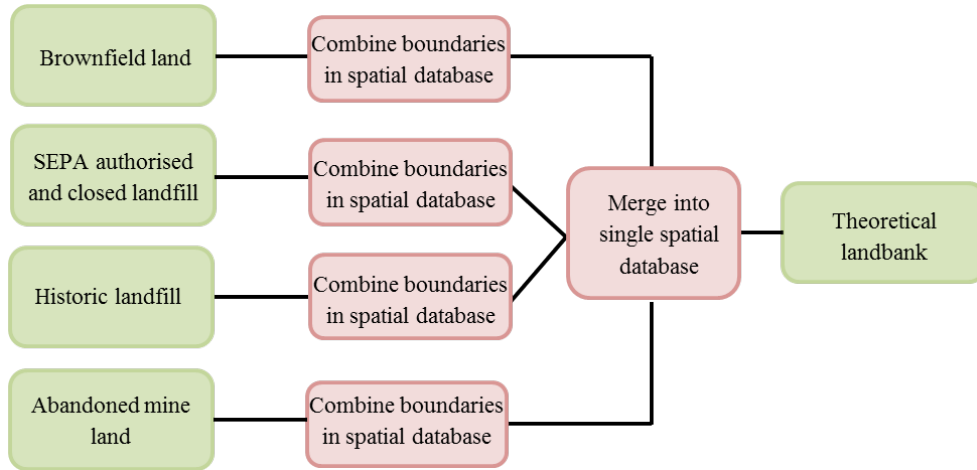 Brownfield land
Combine boundaries
in spatial database
SEPA authorised
and closed landfill
Combine boundaries
in spatial database
Historic landfill
Combine boundaries
in spatial database
Abandoned mine
land
Combine boundaries
in spatial database
Merge into
single spatial
database
Theoretical
landbank